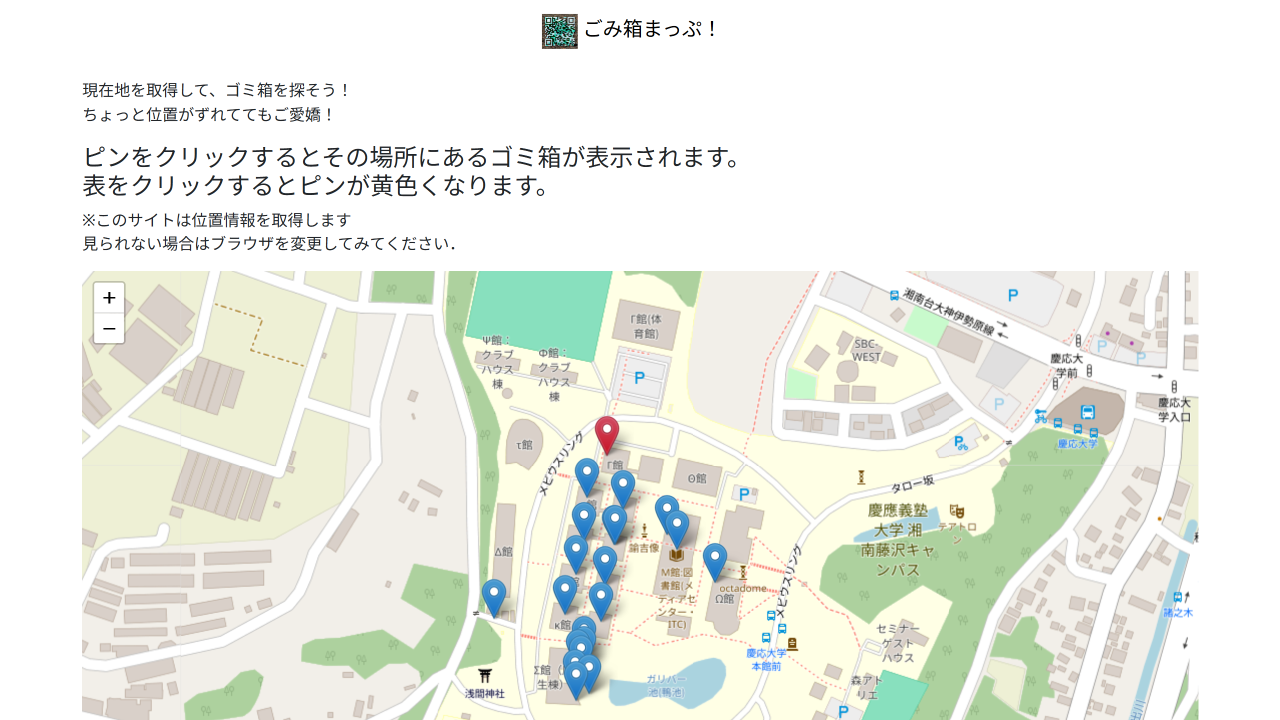 ごみ箱まっぷ！
現在地を取得して、ゴミ箱を探そう！
ちょっと位置がずれててもご愛嬌！
ピンをクリックするとその場所にあるゴミ箱が表示されます。
表をクリックするとピンが黄色くなります。
※このサイトは位置情報を取得します
見られない場合はブラウザを変更してみてください．
+
−
Γ館(体
育館)
湘南台大神伊勢原線
P
Ψ館：
クラブ
ハウス
棟
Φ館：
クラブ
ハウス
棟
P
SBC-
WEST
慶応大
学前
P
P
慶応大
学入口
P
慶応大学
τ館
メビウスリング
Θ館
P
P
タロー坂
慶應義塾
大学 湘
南藤沢キャ
ンパス
テアトロ
ン
諭吉像
Δ館
M館:図
書館(メ
ディアセ
ンター・
ITC)
octadome
Ω館
メビウスリング
κ館
慶応大学
本館前
セミナー
ゲスト
ハウス
諸之木
浅間神社
ガリバー
池(鴨池)
森アト
リエ
P